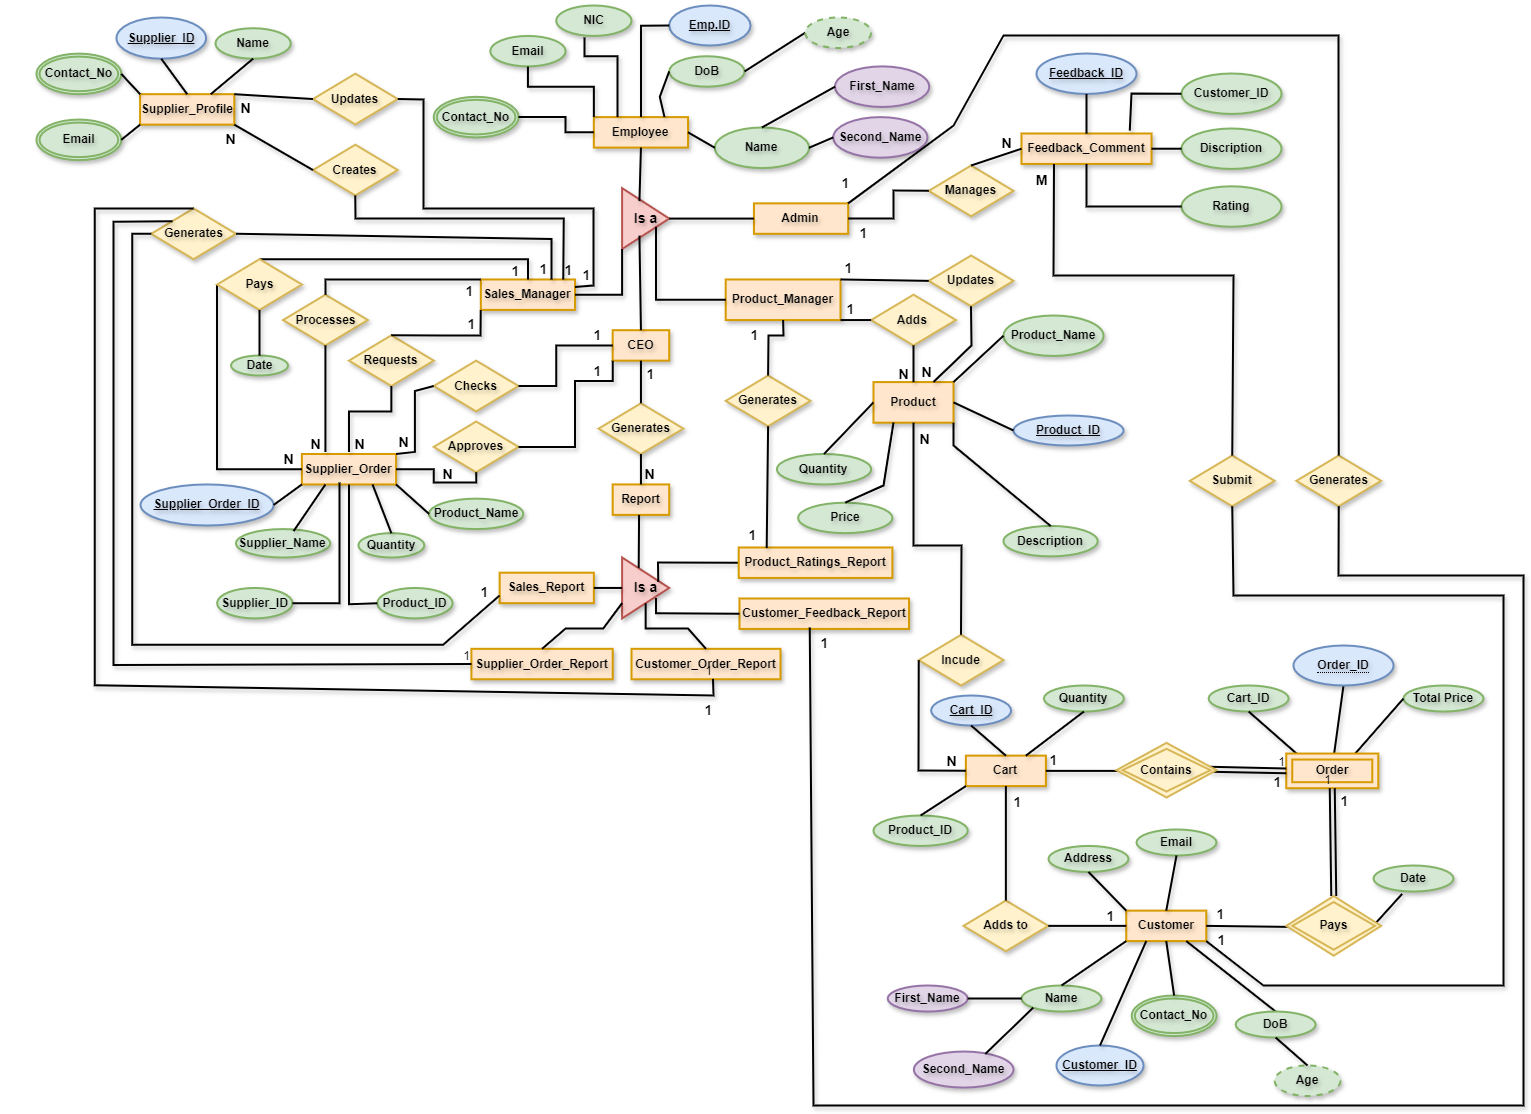 NIC
Emp.ID
Age
Supplier_ID
Name
Email
DoB
Contact_No
Feedback_ID
First_Name
Customer_ID
Updates
Supplier_Profile
N
Contact_No
Employee
Second_Name
Email
N
Name
N
Feedback_Comment
Discription
Creates
M
1
Manages
Rating
Is a
Admin
Generates
1
Pays
1
1
1
1
1
Updates
Sales_Manager
1
Product_Manager
Processes
1
1
Adds
Product_Name
1
1
CEO
Requests
Date
1
1
N
N
Checks
Generates
Product
Product_ID
Generates
N
N
N
Approves
N
Supplier_Order
N
N
Quantity
Submit
Generates
Supplier_Order_ID
Report
Product_Name
Price
Supplier_Name
Quantity
1
Description
Product_Ratings_Report
Sales_Report
Is a
1
Supplier_ID
Product_ID
Customer_Feedback_Report
1
1
Supplier_Order_Report
Customer_Order_Report
1
Incude
Order_ID
1
Cart_ID
Quantity
Cart_ID
Total Price
N
Cart
1
Contains
1
1
Order
1
1
1
Product_ID
Email
Address
Date
1
1
Adds to
Customer
Pays
1
First_Name
Name
Contact_No
DoB
Second_Name
Customer_ID
Age